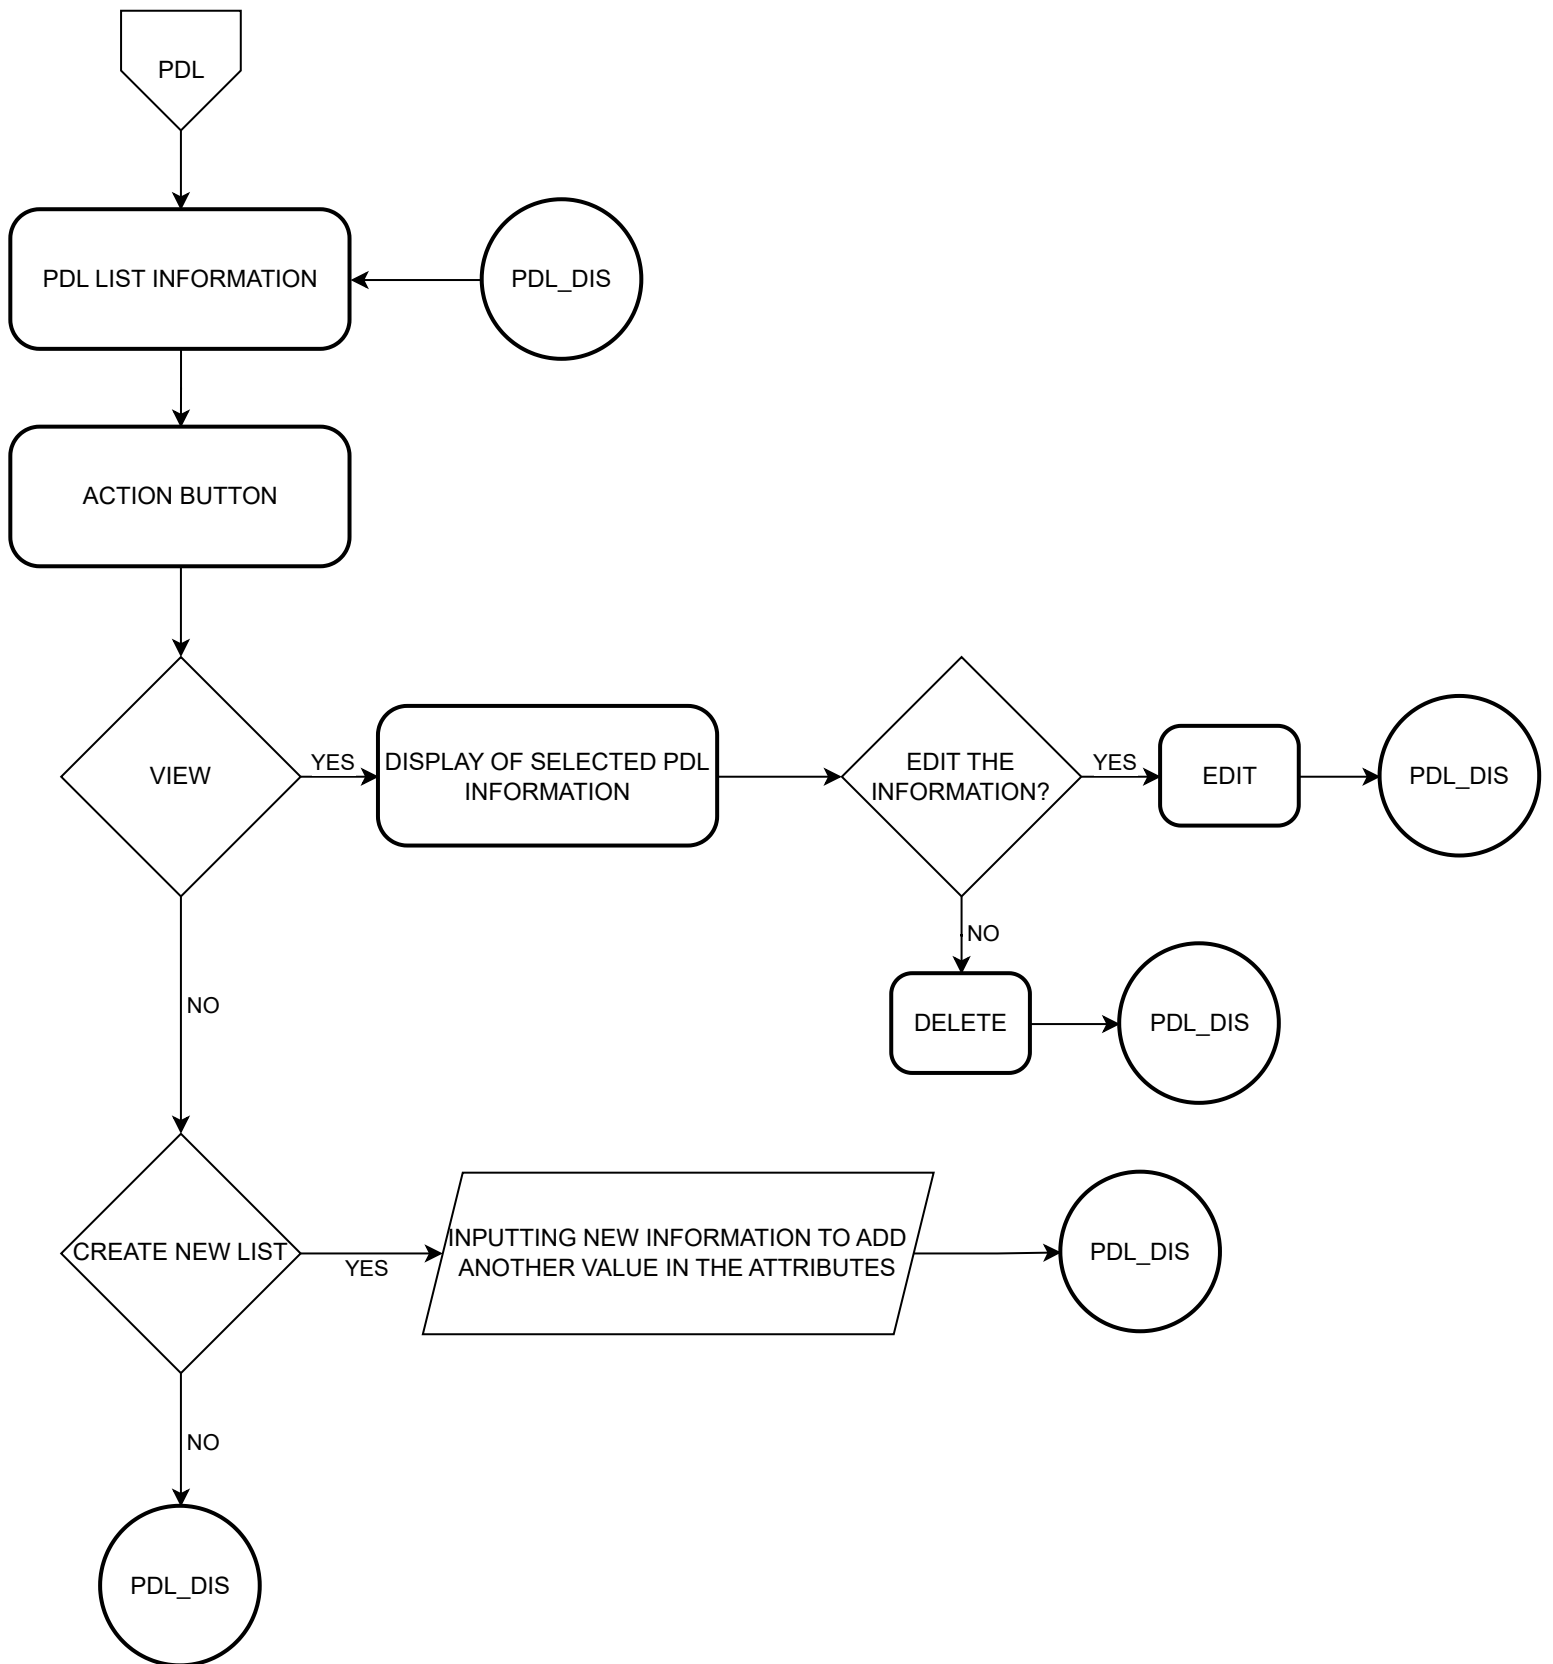 PDL
PDL LIST INFORMATION
PDL_DIS
ACTION BUTTON
VIEW
YES
DISPLAY OF SELECTED PDL
INFORMATION
EDIT THE
INFORMATION?
YES
EDIT
PDL_DIS
NO
DELETE
PDL_DIS
NO
CREATE NEW LIST
YES
INPUTTING NEW INFORMATION TO ADD
ANOTHER VALUE IN THE ATTRIBUTES
PDL_DIS
NO
PDL_DIS